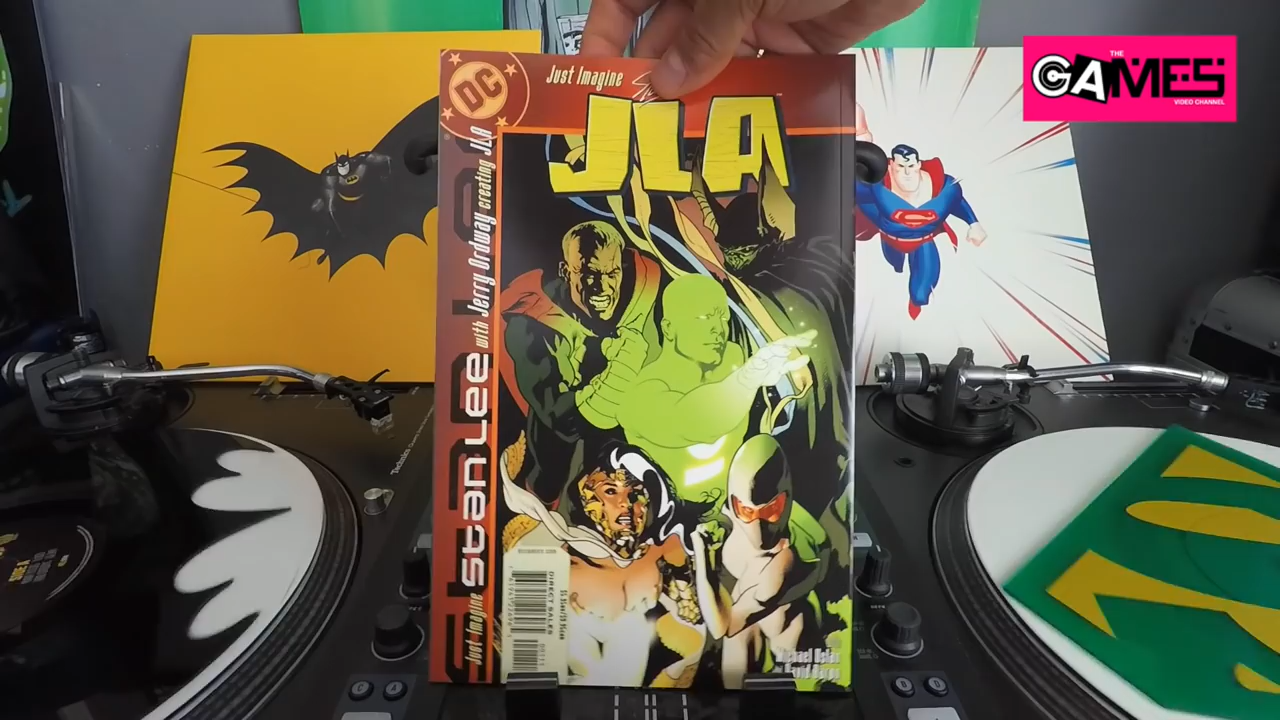 THE
GAMES
VIDEO CHANNEL
DC
Just Imagine
JLA
Just Imagine Stan Lee with Jerry Ordway creating JLA
DIRECT SALES
Technics